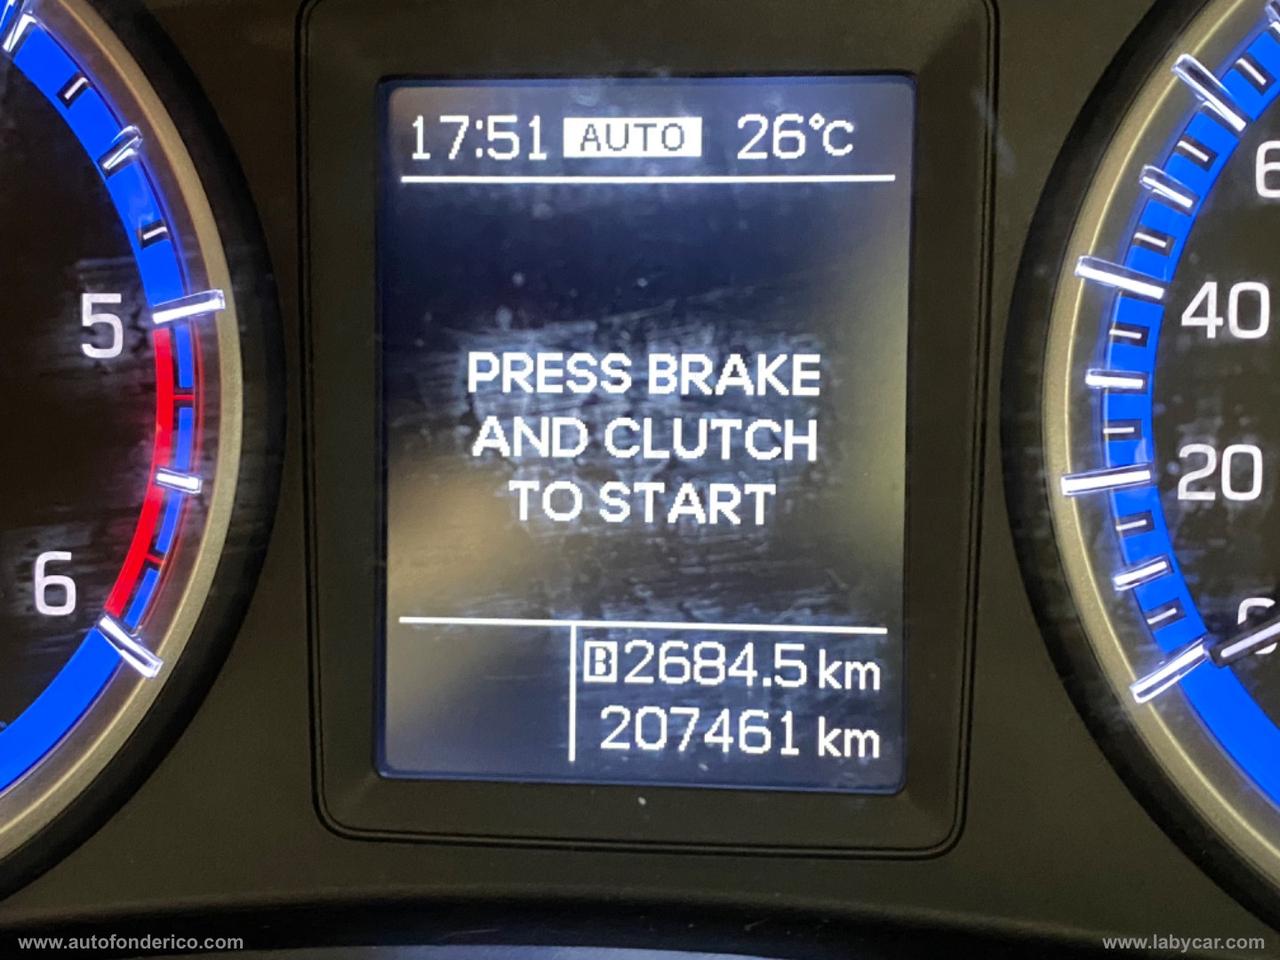 17:51 AUTO 26°C
PRESS BRAKE
AND CLUTCH
TO START
B 2684.5 km
207461 km
5
6
40
20
www.autofonderico.com
www.labycar.com